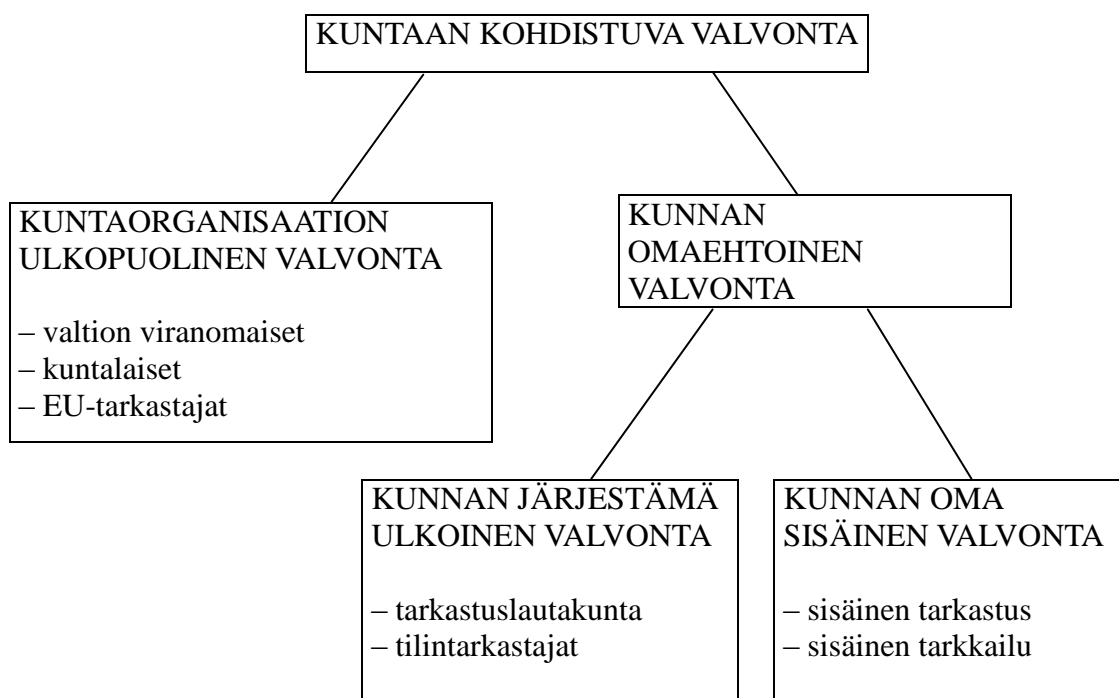 KUNTAAN KOHDISTUVA VALVONTA
KUNTAORGANISAATION
ULKOPUOLINEN VALVONTA
– valtion viranomaiset
– kuntalaiset
– EU-tarkastajat
KUNNAN
OMAEHTOINEN
VALVONTA
KUNNAN JÄRJESTÄMÄ
ULKOINEN VALVONTA
– tarkastuslautakunta
– tilintarkastajat
KUNNAN OMA
SISÄINEN VALVONTA
– sisäinen tarkastus
– sisäinen tarkkailu